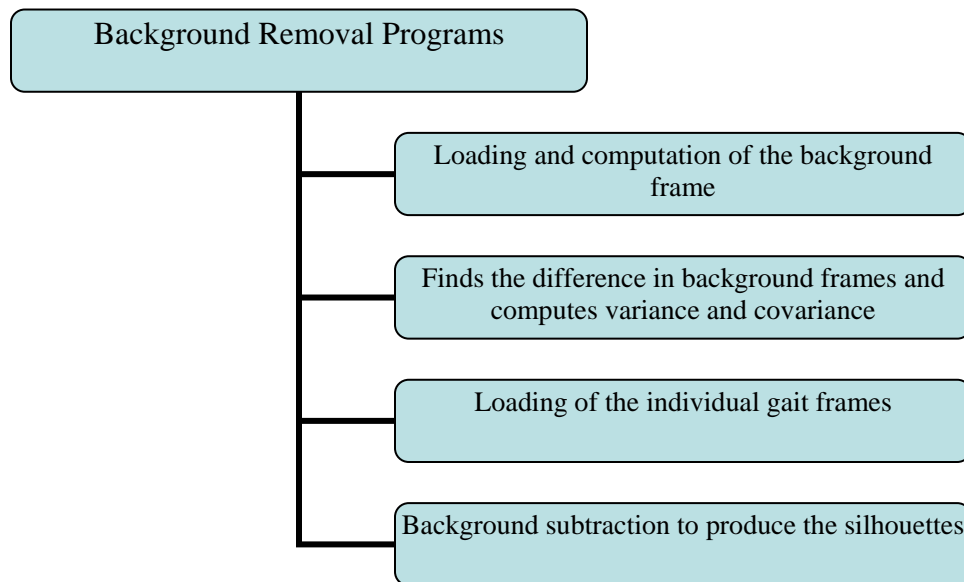 Background Removal Programs
Loading and computation of the background
frame
Finds the difference in background frames and
computes variance and covariance
Loading of the individual gait frames
Background subtraction to produce the silhouettes